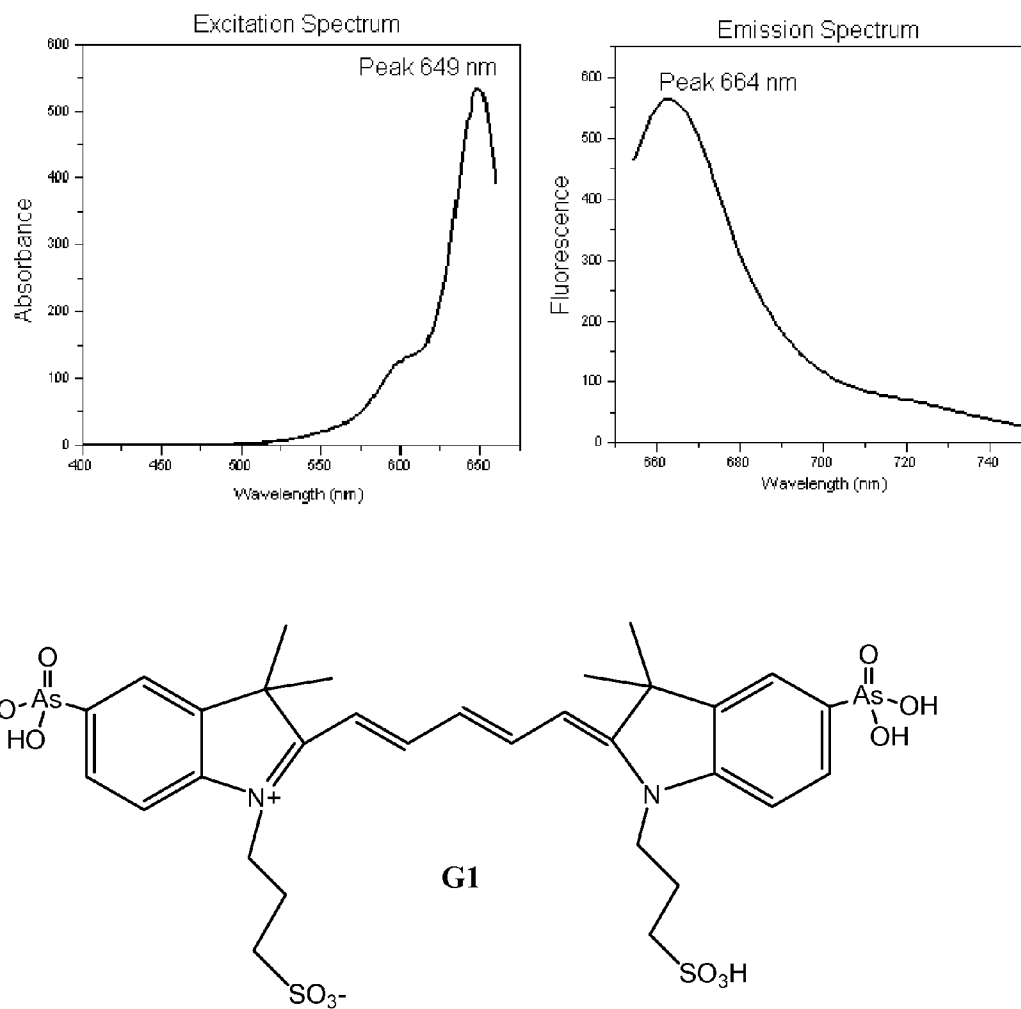 Excitation Spectrum
Peak 649 nm
600
500
400
300
200
100
0
Absorbance
400
450
500
550
600
650
Wavelength (nm)
Emission Spectrum
Peak 664 nm
600
500
400
300
200
100
0
Fluorescence
660
680
700
720
740
Wavelength (nm)
O
O
As
HO
N+
SO3-
G1
O
As
OH
OH
N
SO3H